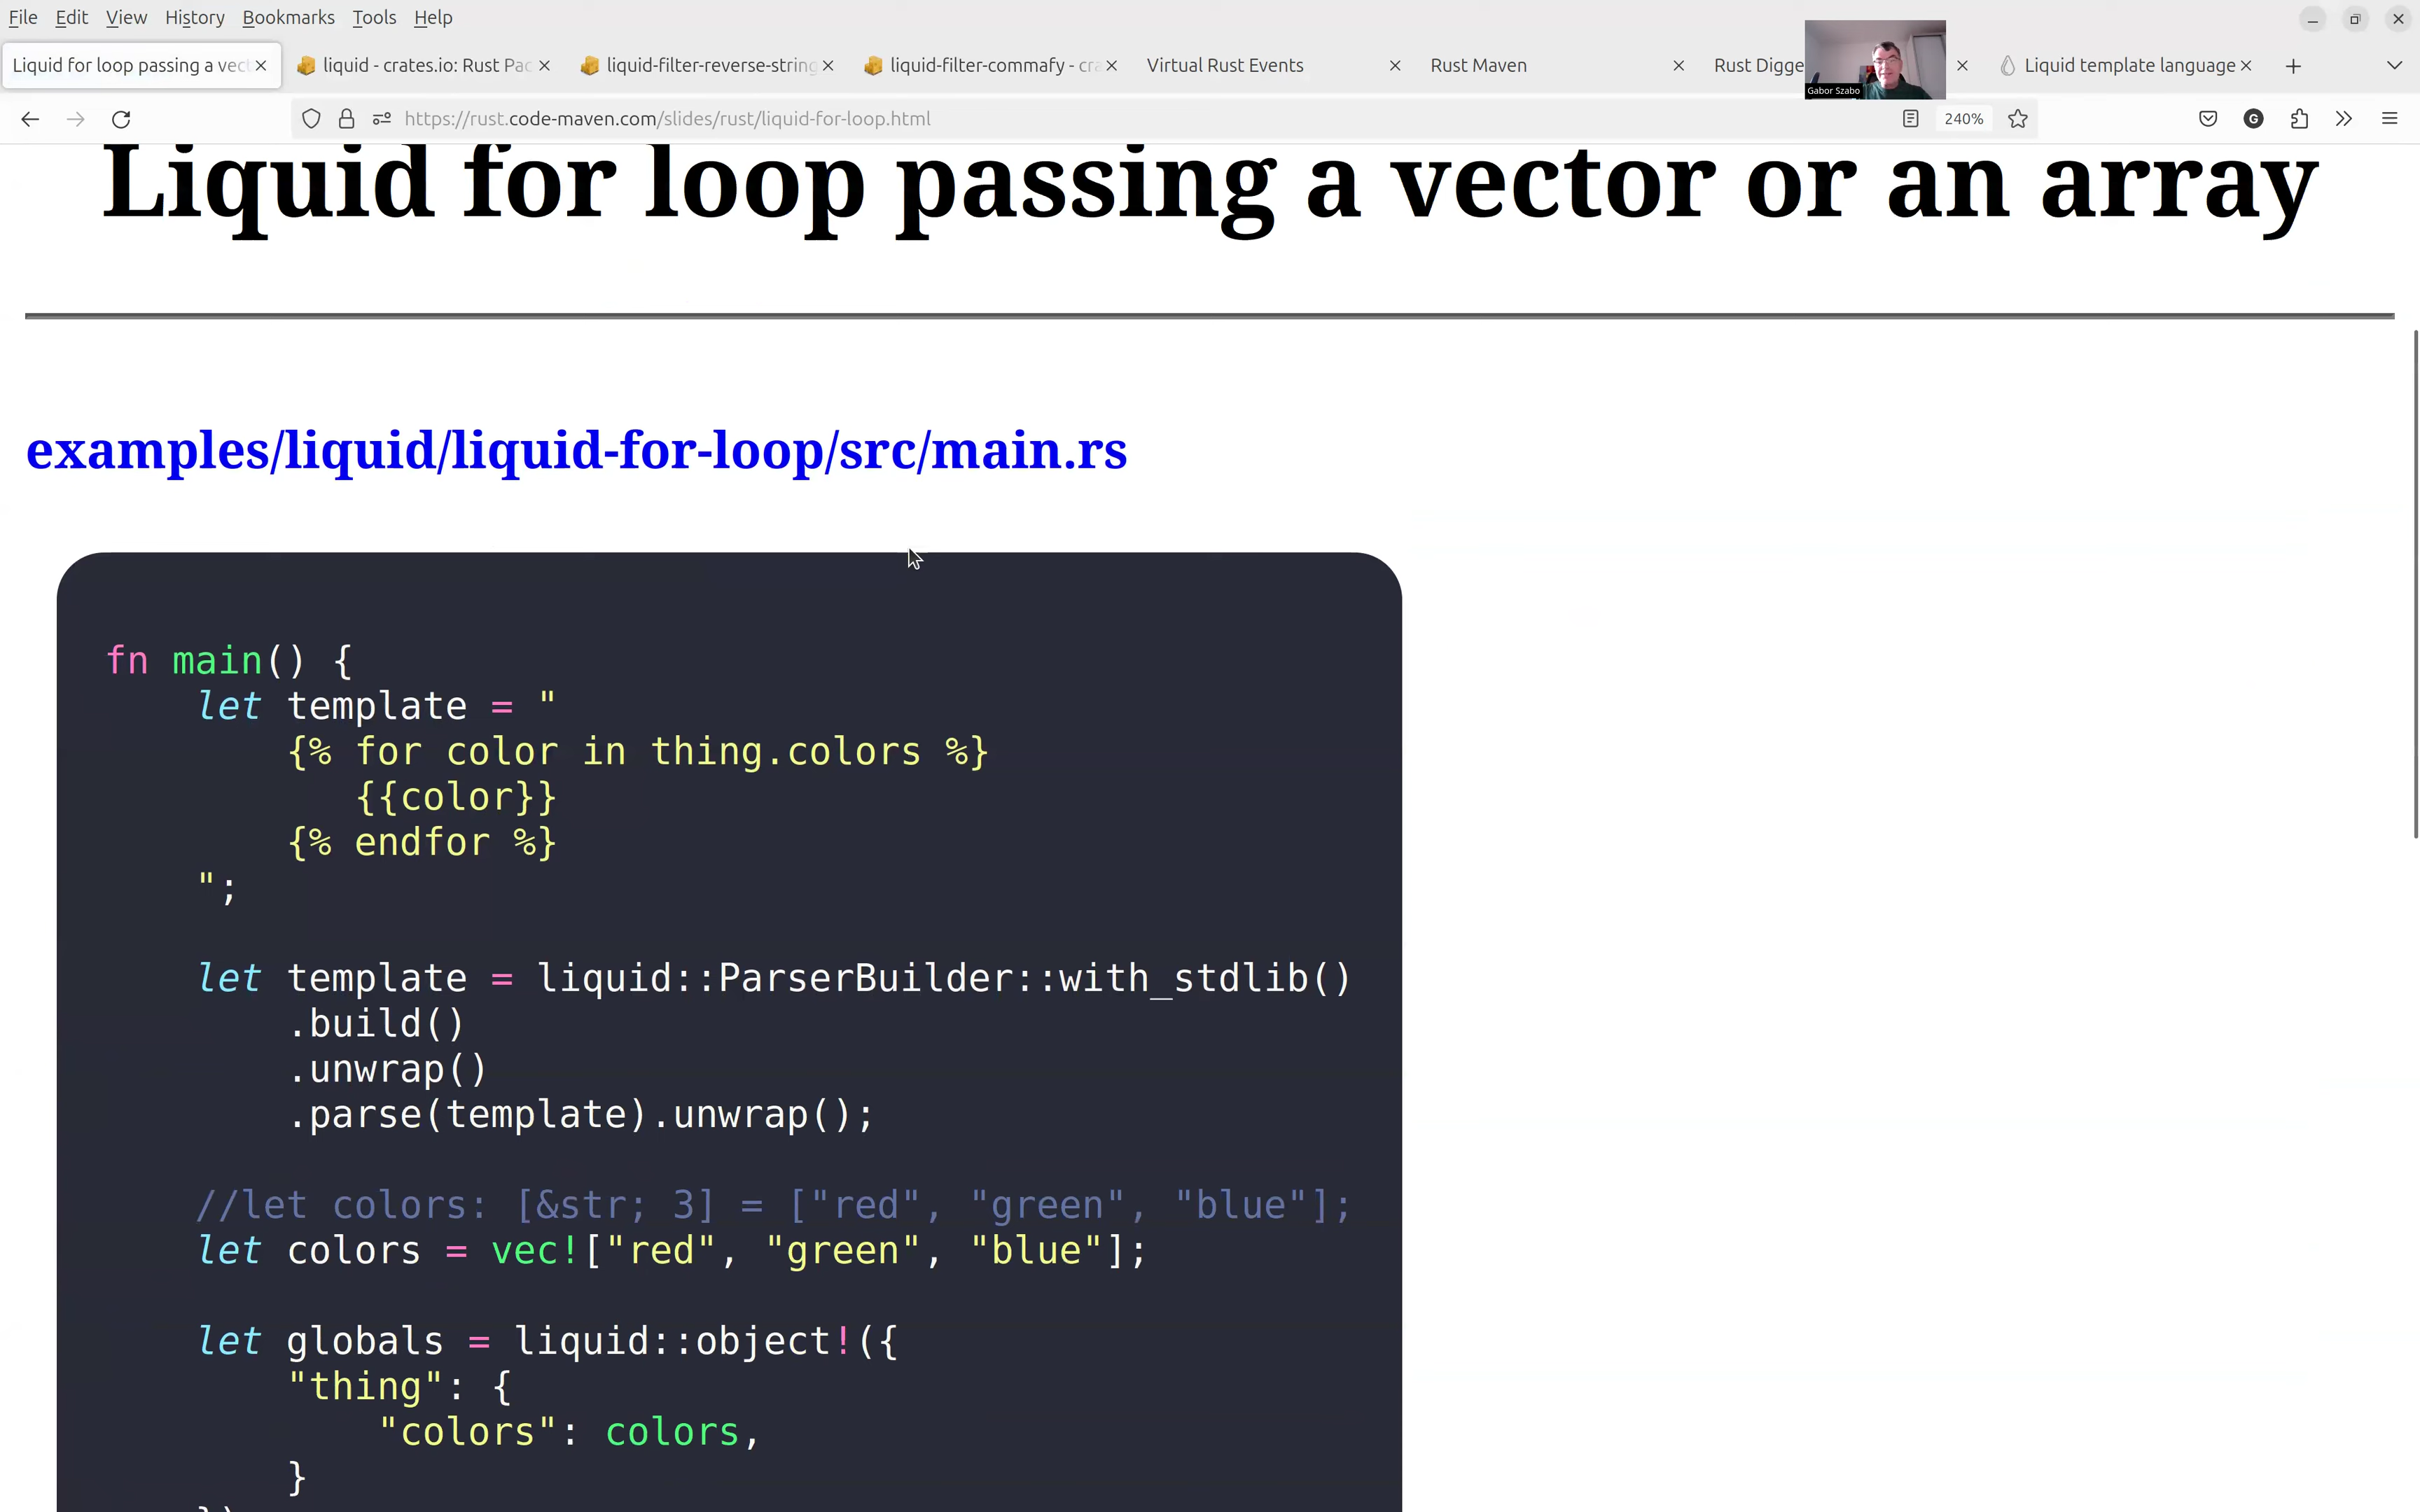 File Edit View History Bookmarks Tools Help
Liquid for loop passing a vec
liquid - crates.io: Rust Pac
liquid-filter-reverse-string
liquid-filter-commafy - cra
Virtual Rust Events
Rust Maven
Rust Digge
Liquid template language
Gabor Szabo
https://rust.code-maven.com/slides/rust/liquid-for-loop.html
240%
G
Liquid for loop passing a vector or an array
examples/liquid/liquid-for-loop/src/main.rs
fn main() {
    let template = "
        {% for color in thing.colors %}
           {{color}}
        {% endfor %}
    ";
    let template = liquid::ParserBuilder::with_stdlib()
        .build()
        .unwrap()
        .parse(template).unwrap();
    //let colors: [&str; 3] = ["red", "green", "blue"];
    let colors = vec!["red", "green", "blue"];
    let globals = liquid::object!({
        "thing": {
            "colors": colors,
        }